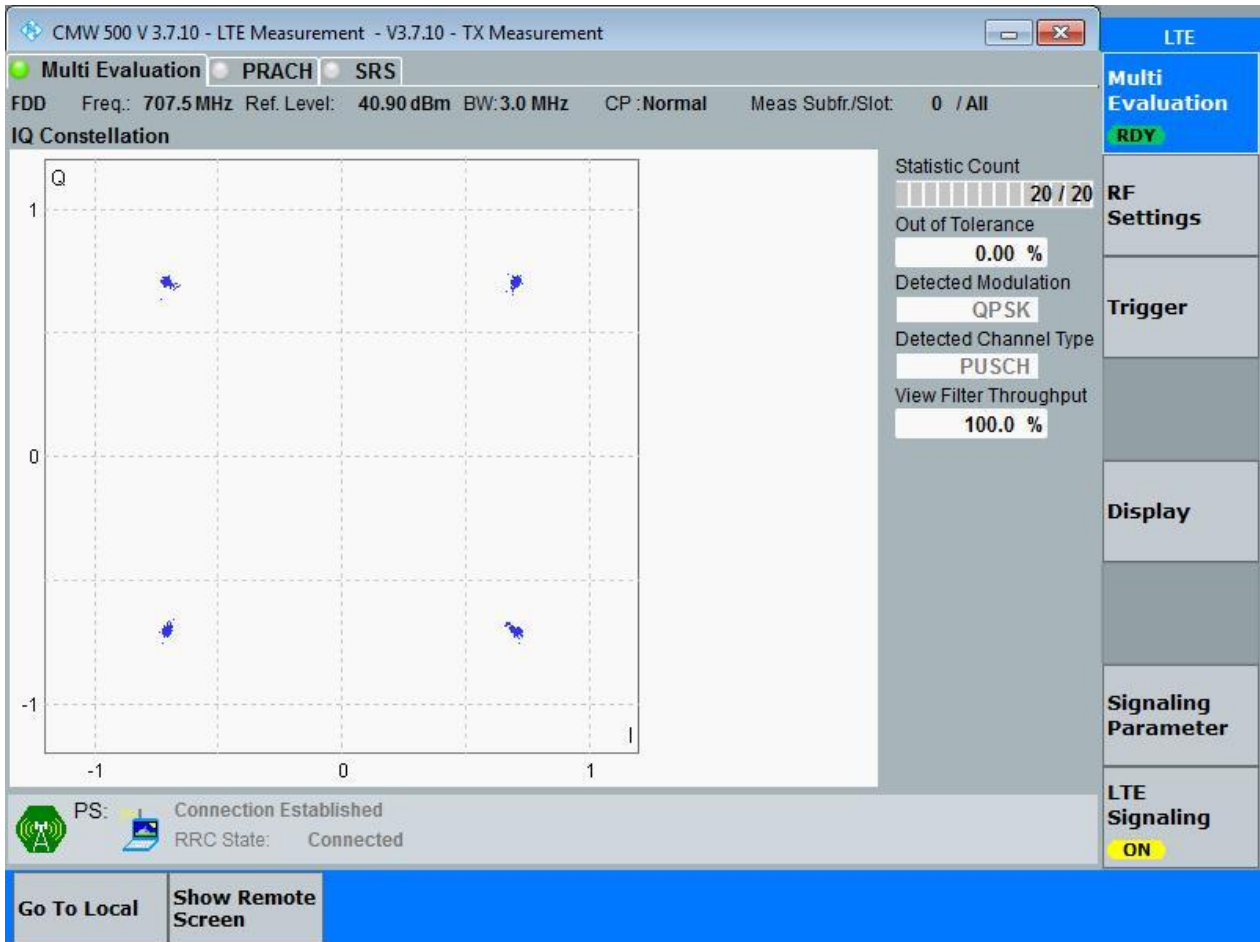 CMW 500 V 3.7.10 - LTE Measurement - V3.7.10 - TX Measurement
LTE
Multi Evaluation PRACH SRS
FDD Freq.: 707.5 MHz Ref. Level: 40.90 dBm BW: 3.0 MHz CP : Normal Meas Subfr./Slot: 0 / All
IQ Constellation
Q
1
0
-1
I
-1 0 1
Statistic Count
20 / 20
Out of Tolerance
0.00 %
Detected Modulation
QPSK
Detected Channel Type
PUSCH
View Filter Throughput
100.0 %
Multi
Evaluation
RDY
RF
Settings
Trigger
Display
Signaling
Parameter
LTE
Signaling
ON
PS: Connection Established
RRC State: Connected
Go To Local
Show Remote
Screen